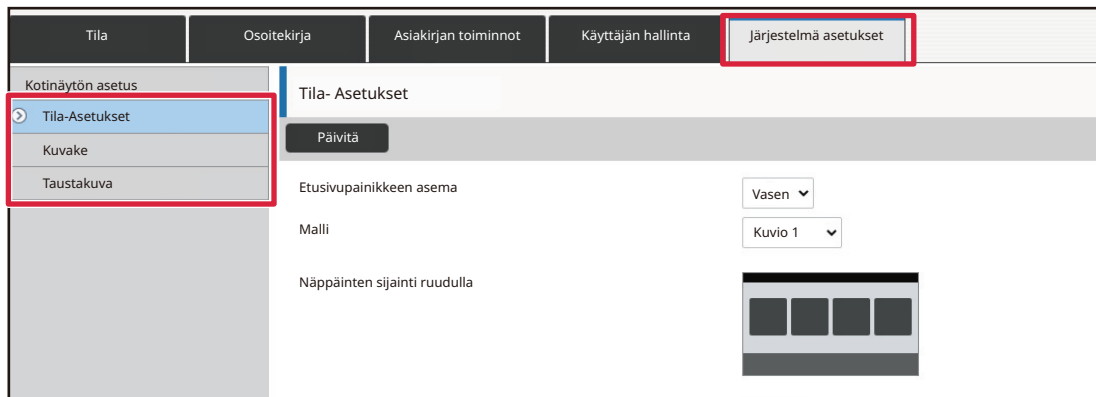 Tila Osoitekirja Asiakirjan toiminnot Käyttäjän hallinta Järjestelmä asetukset
Kotinäytön asetus
Tila-Asetukset
Kuvake
Taustakuva
Tila- Asetukset
Päivitä
Etusivupainikkeen asema Vasen
Malli Kuvio 1
Näppäinten sijainti ruudulla